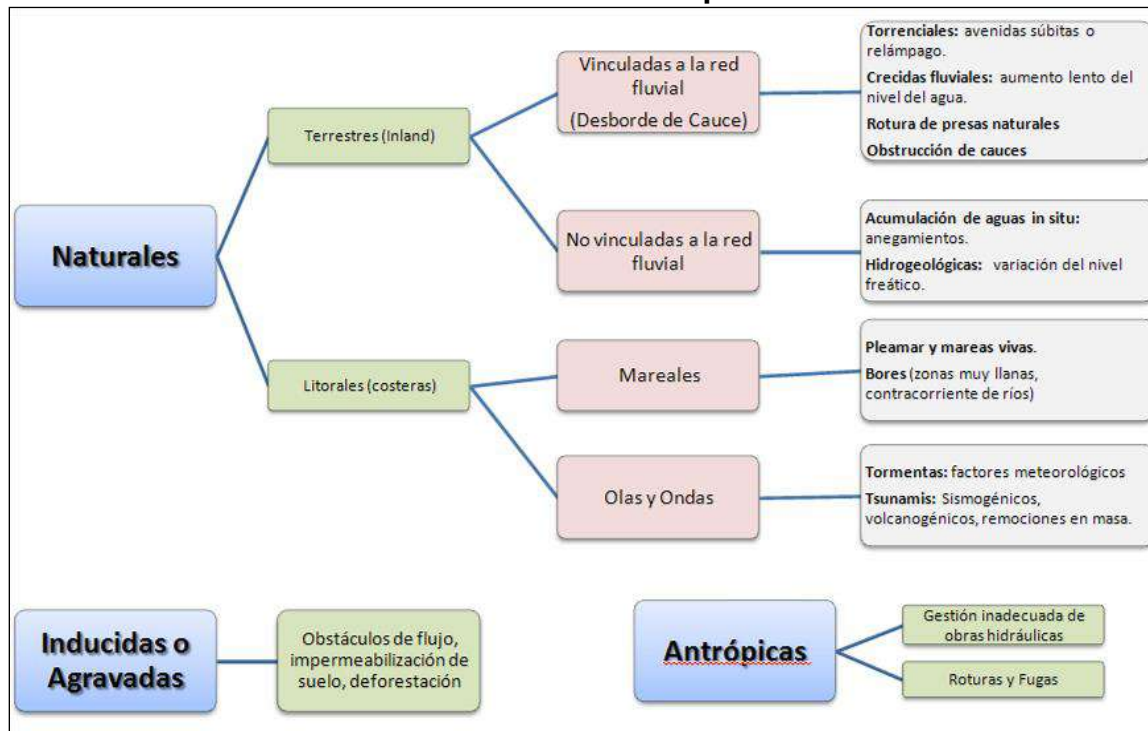 Vinculadas a la red
fluvial
(Desborde de Cauce)
Torrenciales: avenidas súbitas o
relámpago.
Crecidas fluviales: aumento lento del
nivel del agua.
Rotura de presas naturales
Obstrucción de cauces
Terrestres (Inland)
Naturales
No vinculadas a la red
fluvial
Acumulación de aguas in situ:
anegamientos.
Hidrogeológicas: variación del nivel
freático.
Litorales (costeras)
Mareales
Pleamar y mareas vivas.
Bores (zonas muy llanas,
contracorriente de ríos)
Olas y Ondas
Tormentas: factores meteorológicos
Tsunamis: Sismogénicos,
volcanogénicos, remociones en masa.
Inducidas o
Agravadas
Obstáculos de flujo,
impermeabilización de
suelo, deforestación
Antrópicas
Gestión inadecuada de
obras hidráulicas
Roturas y Fugas